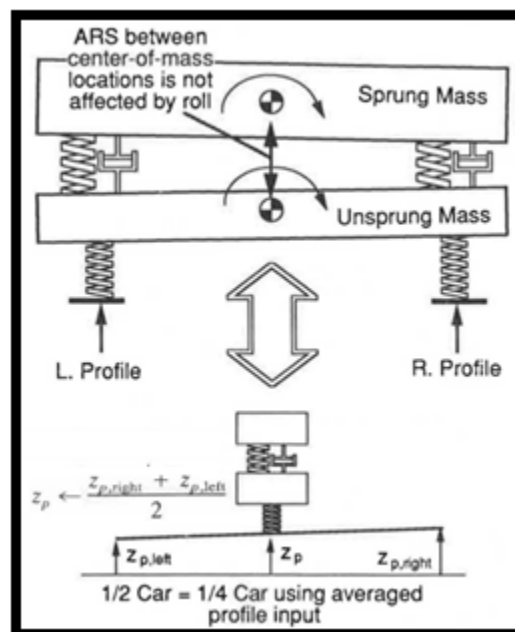 ARS between
center-of-mass
locations is not
affected by roll
Sprung Mass
Unsprung Mass
L. Profile
R. Profile
z_p ← (z_p,right + z_p,left) / 2
z_p,left
z_p
z_p,right
1/2 Car = 1/4 Car using averaged
profile input